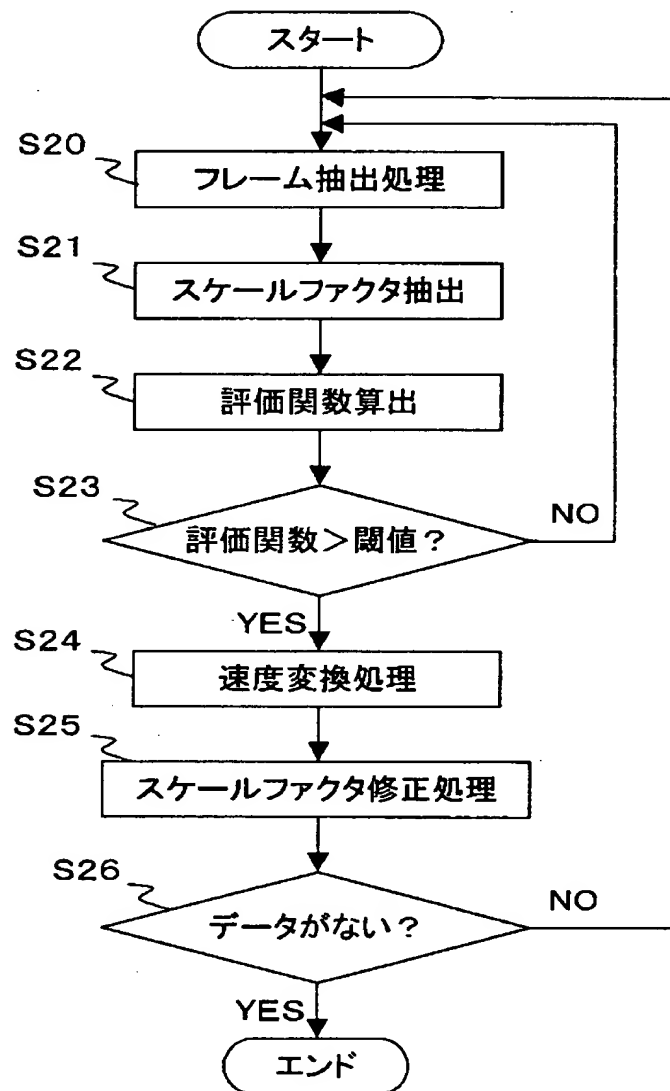 スタート
S20
フレーム抽出処理
S21
スケールファクタ抽出
S22
評価関数算出
S23
評価関数＞閾値？
NO
YES
S24
速度変換処理
S25
スケールファクタ修正処理
S26
データがない？
NO
YES
エンド